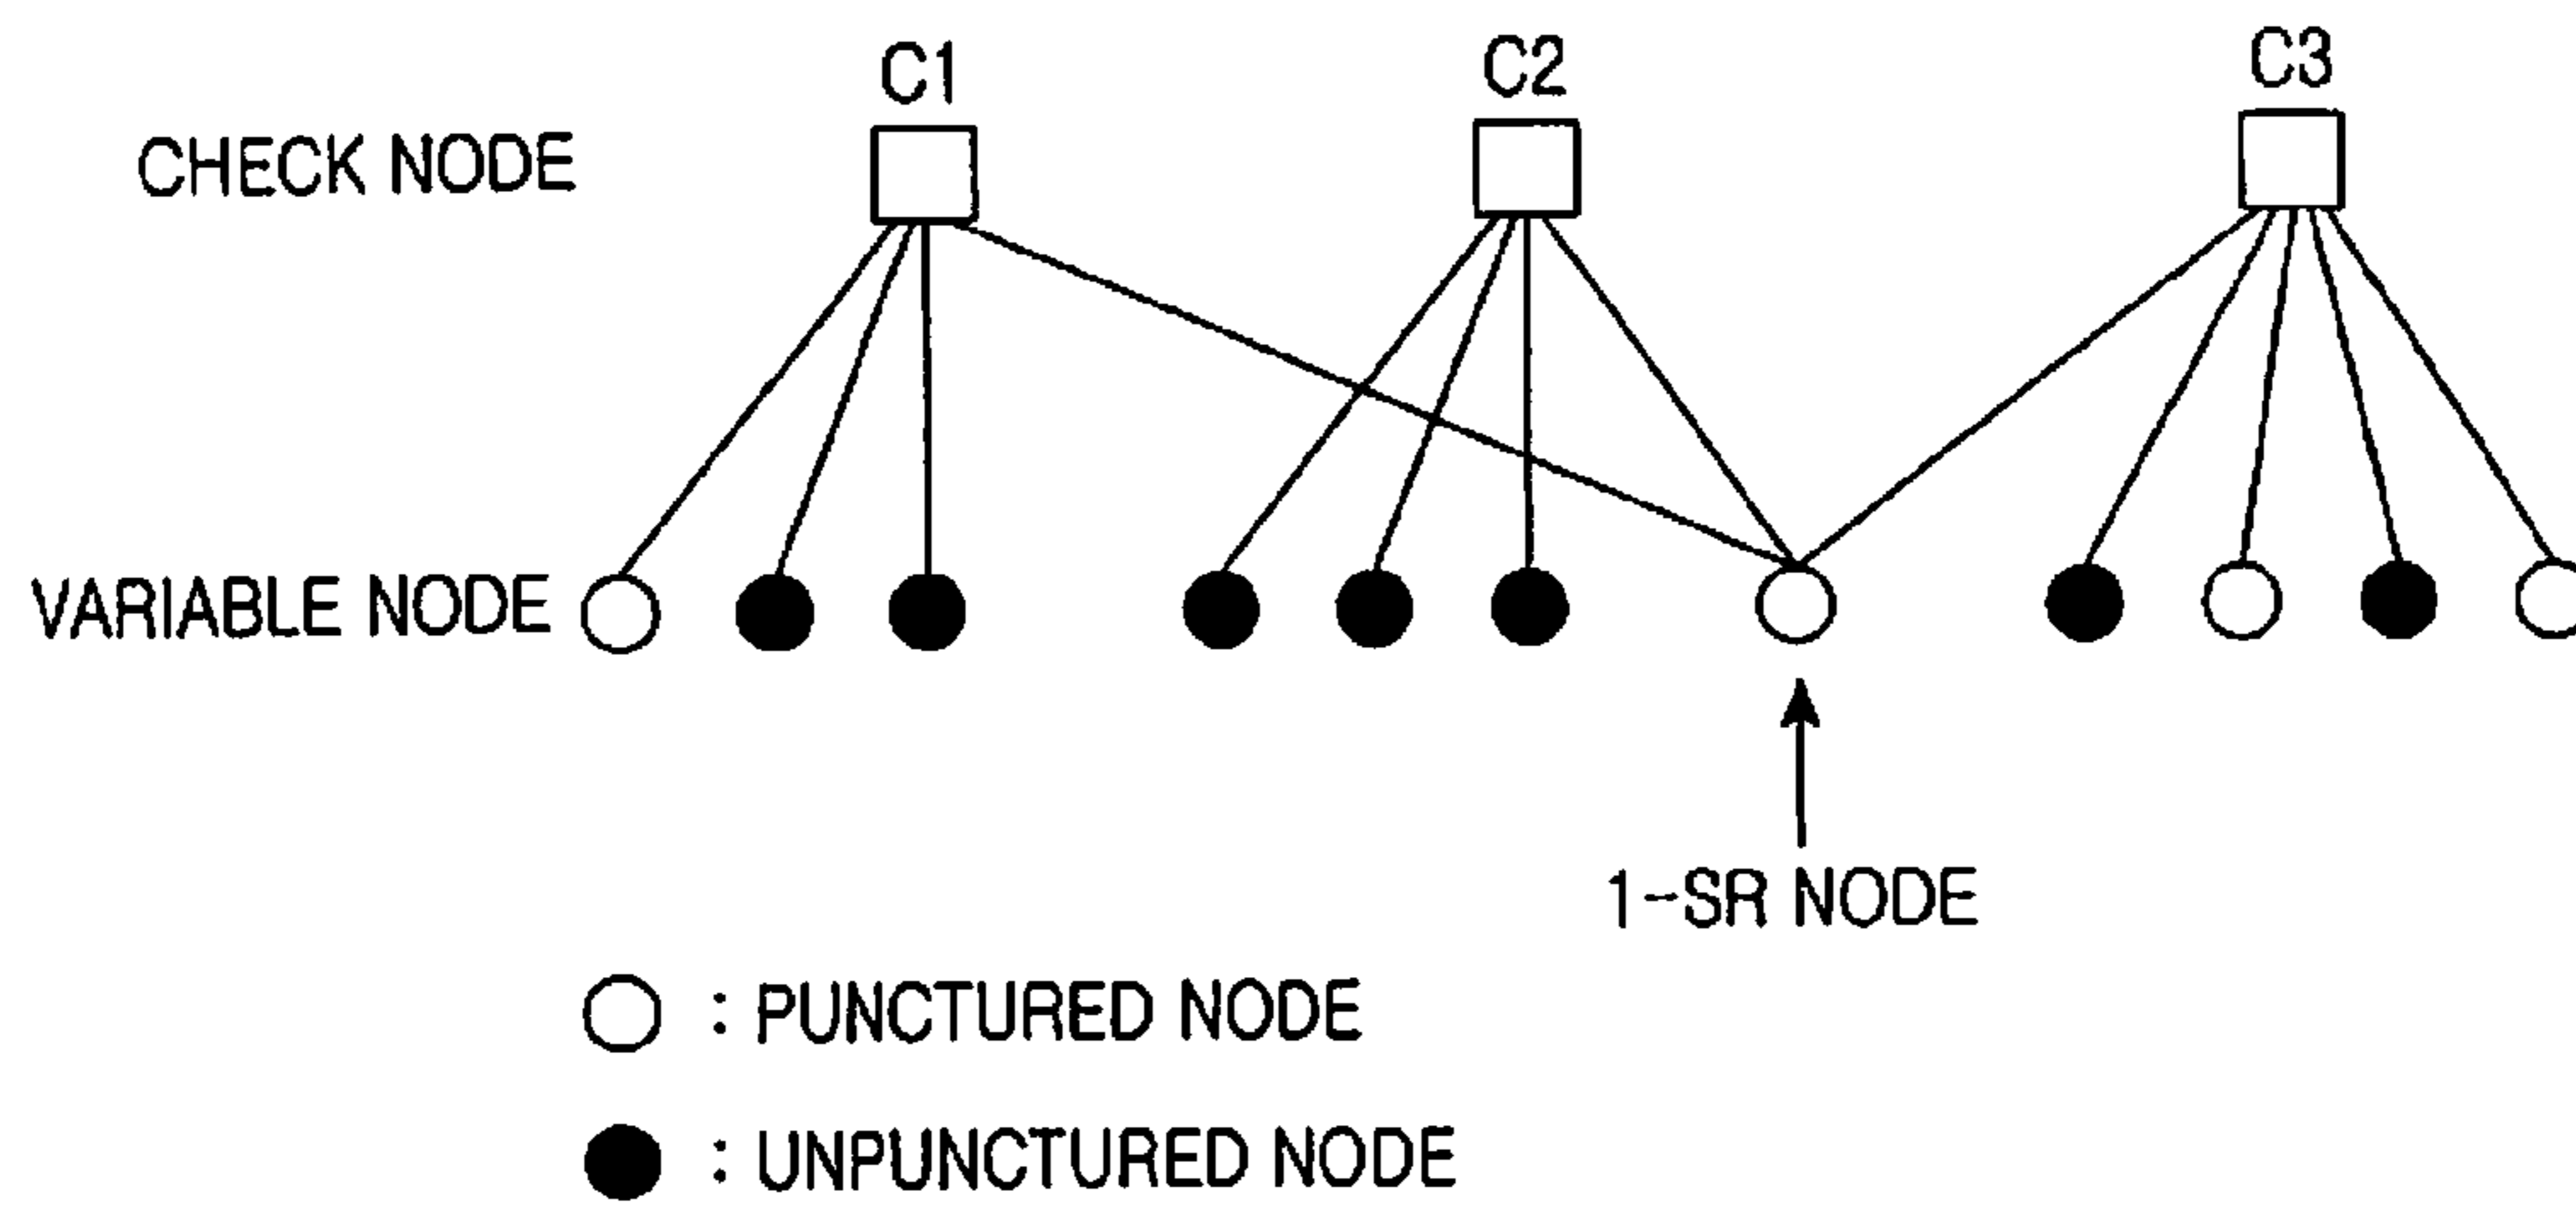 C1
C2
C3
CHECK NODE
VARIABLE NODE
1-SR NODE
: PUNCTURED NODE
: UNPUNCTURED NODE